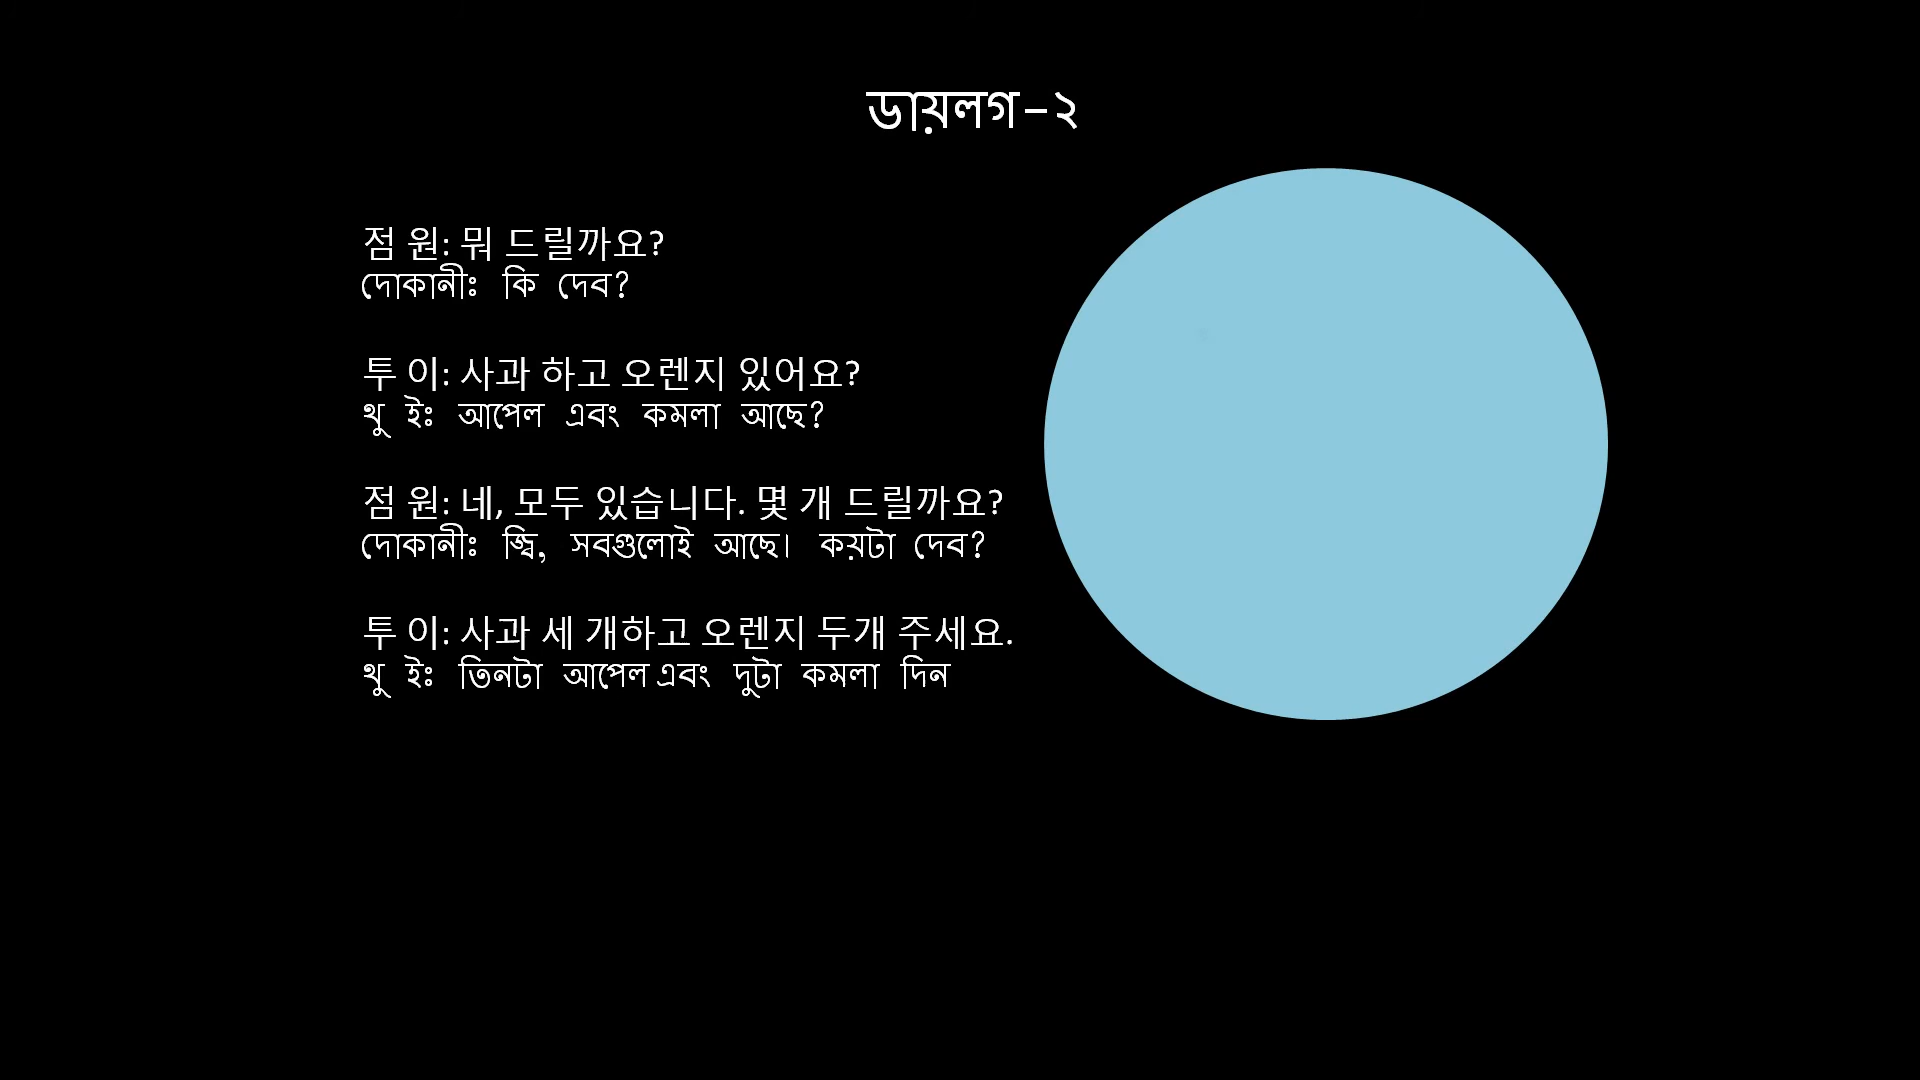 ডায়লগ-২
점 원: 뭐 드릴까요?
দোকানীঃ কি দেব?
투 이: 사과 하고 오렌지 있어요?
থু ইঃ আপেল এবং কমলা আছে?
점 원: 네, 모두 있습니다. 몇 개 드릴까요?
দোকানীঃ জ্বি, সবগুলোই আছে। কয়টা দেব?
투 이: 사과 세 개하고 오렌지 두개 주세요.
থু ইঃ তিনটা আপেল এবং দুটা কমলা দিন